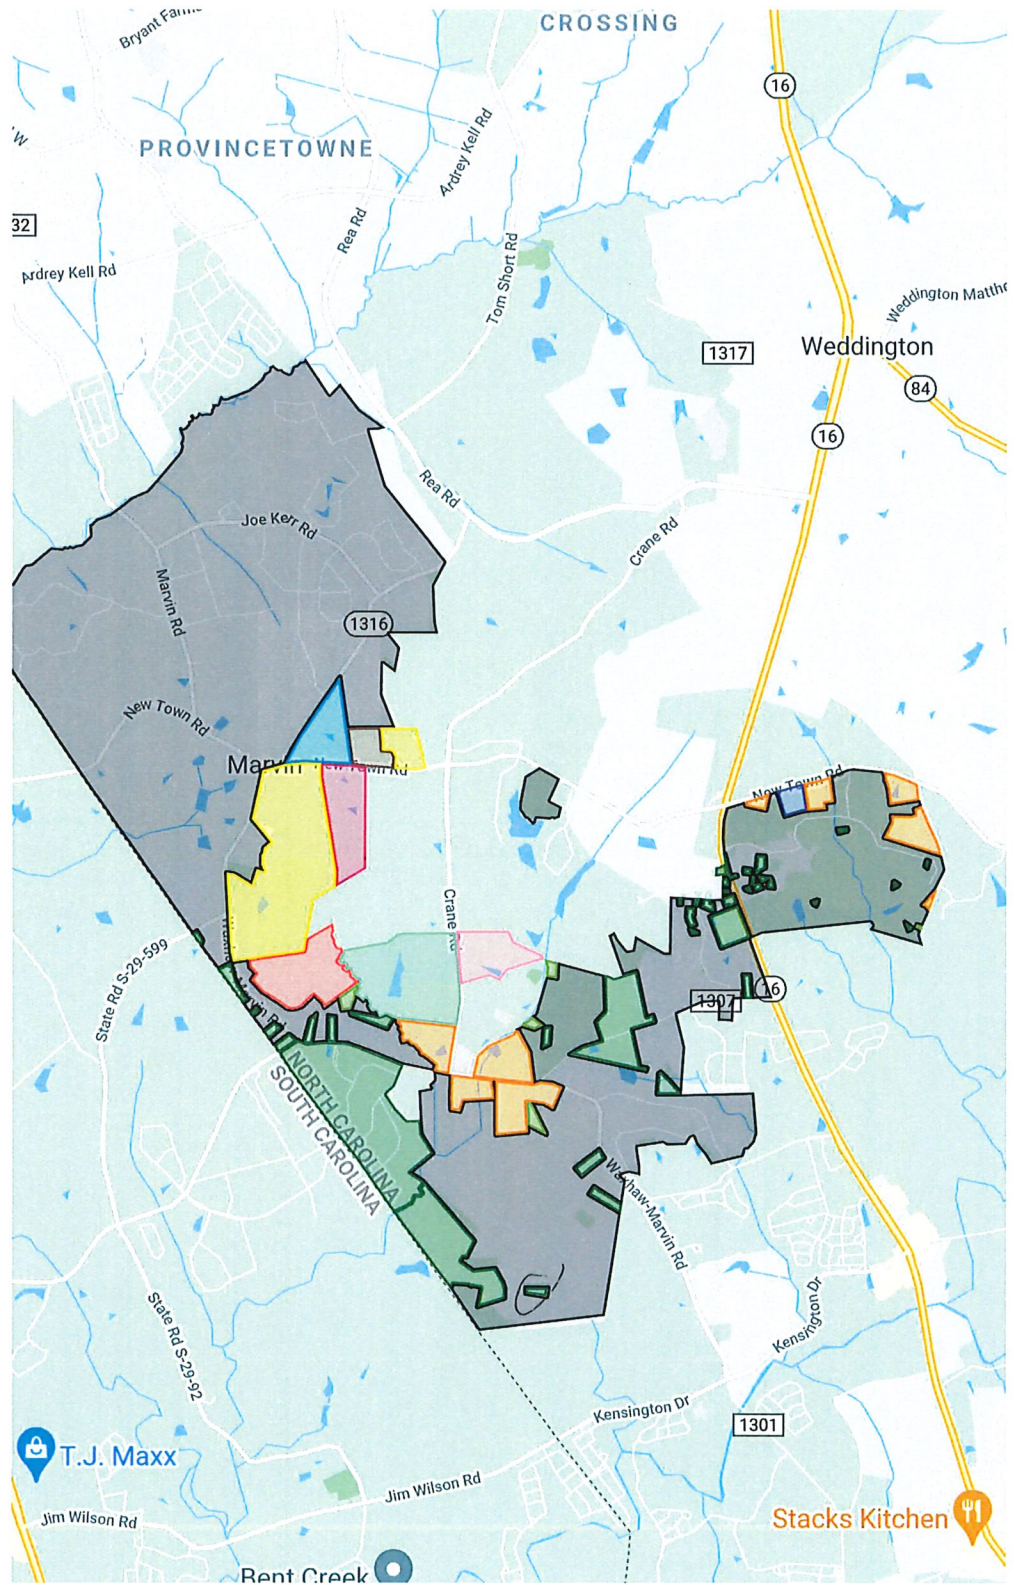 CROSSING
Bryant Farms
16
Ardrey Kell Rd
PROVINCETOWNE
W
32
Rea Rd
Tom Short Rd
Ardrey Kell Rd
Weddington Matthe
1317
Weddington
84
16
Rea Rd
Joe Kerr Rd
Crane Rd
Marvin Rd
1316
New Town Rd
Marvin
New Town Rd
New Town Rd
Crane Rd
State Rd S-29-599
Marvin Rd
1307
16
NORTH CAROLINA
SOUTH CAROLINA
Waxhaw-Marvin Rd
State Rd S-29-92
Kensington Dr
Kensington Dr
1301
T.J. Maxx
Jim Wilson Rd
Jim Wilson Rd
Stacks Kitchen
Bent Creek